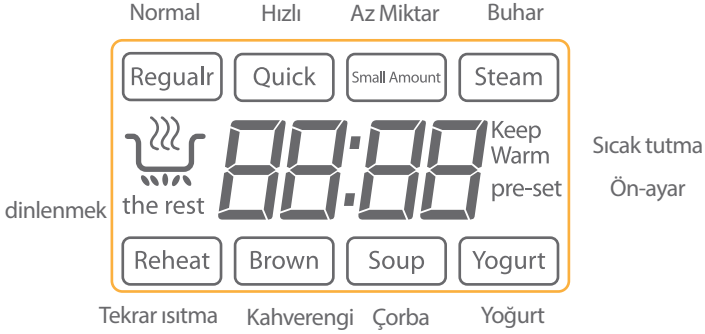 Normal Hızlı Az Miktar Buhar
Regualr Quick Small Amount Steam
88:88
Keep
Warm
Sıcak tutma
pre-set
Ön-ayar
dinlenmek
the rest
Reheat Brown Soup Yogurt
Tekrar ısıtma Kahverengi Çorba Yoğurt